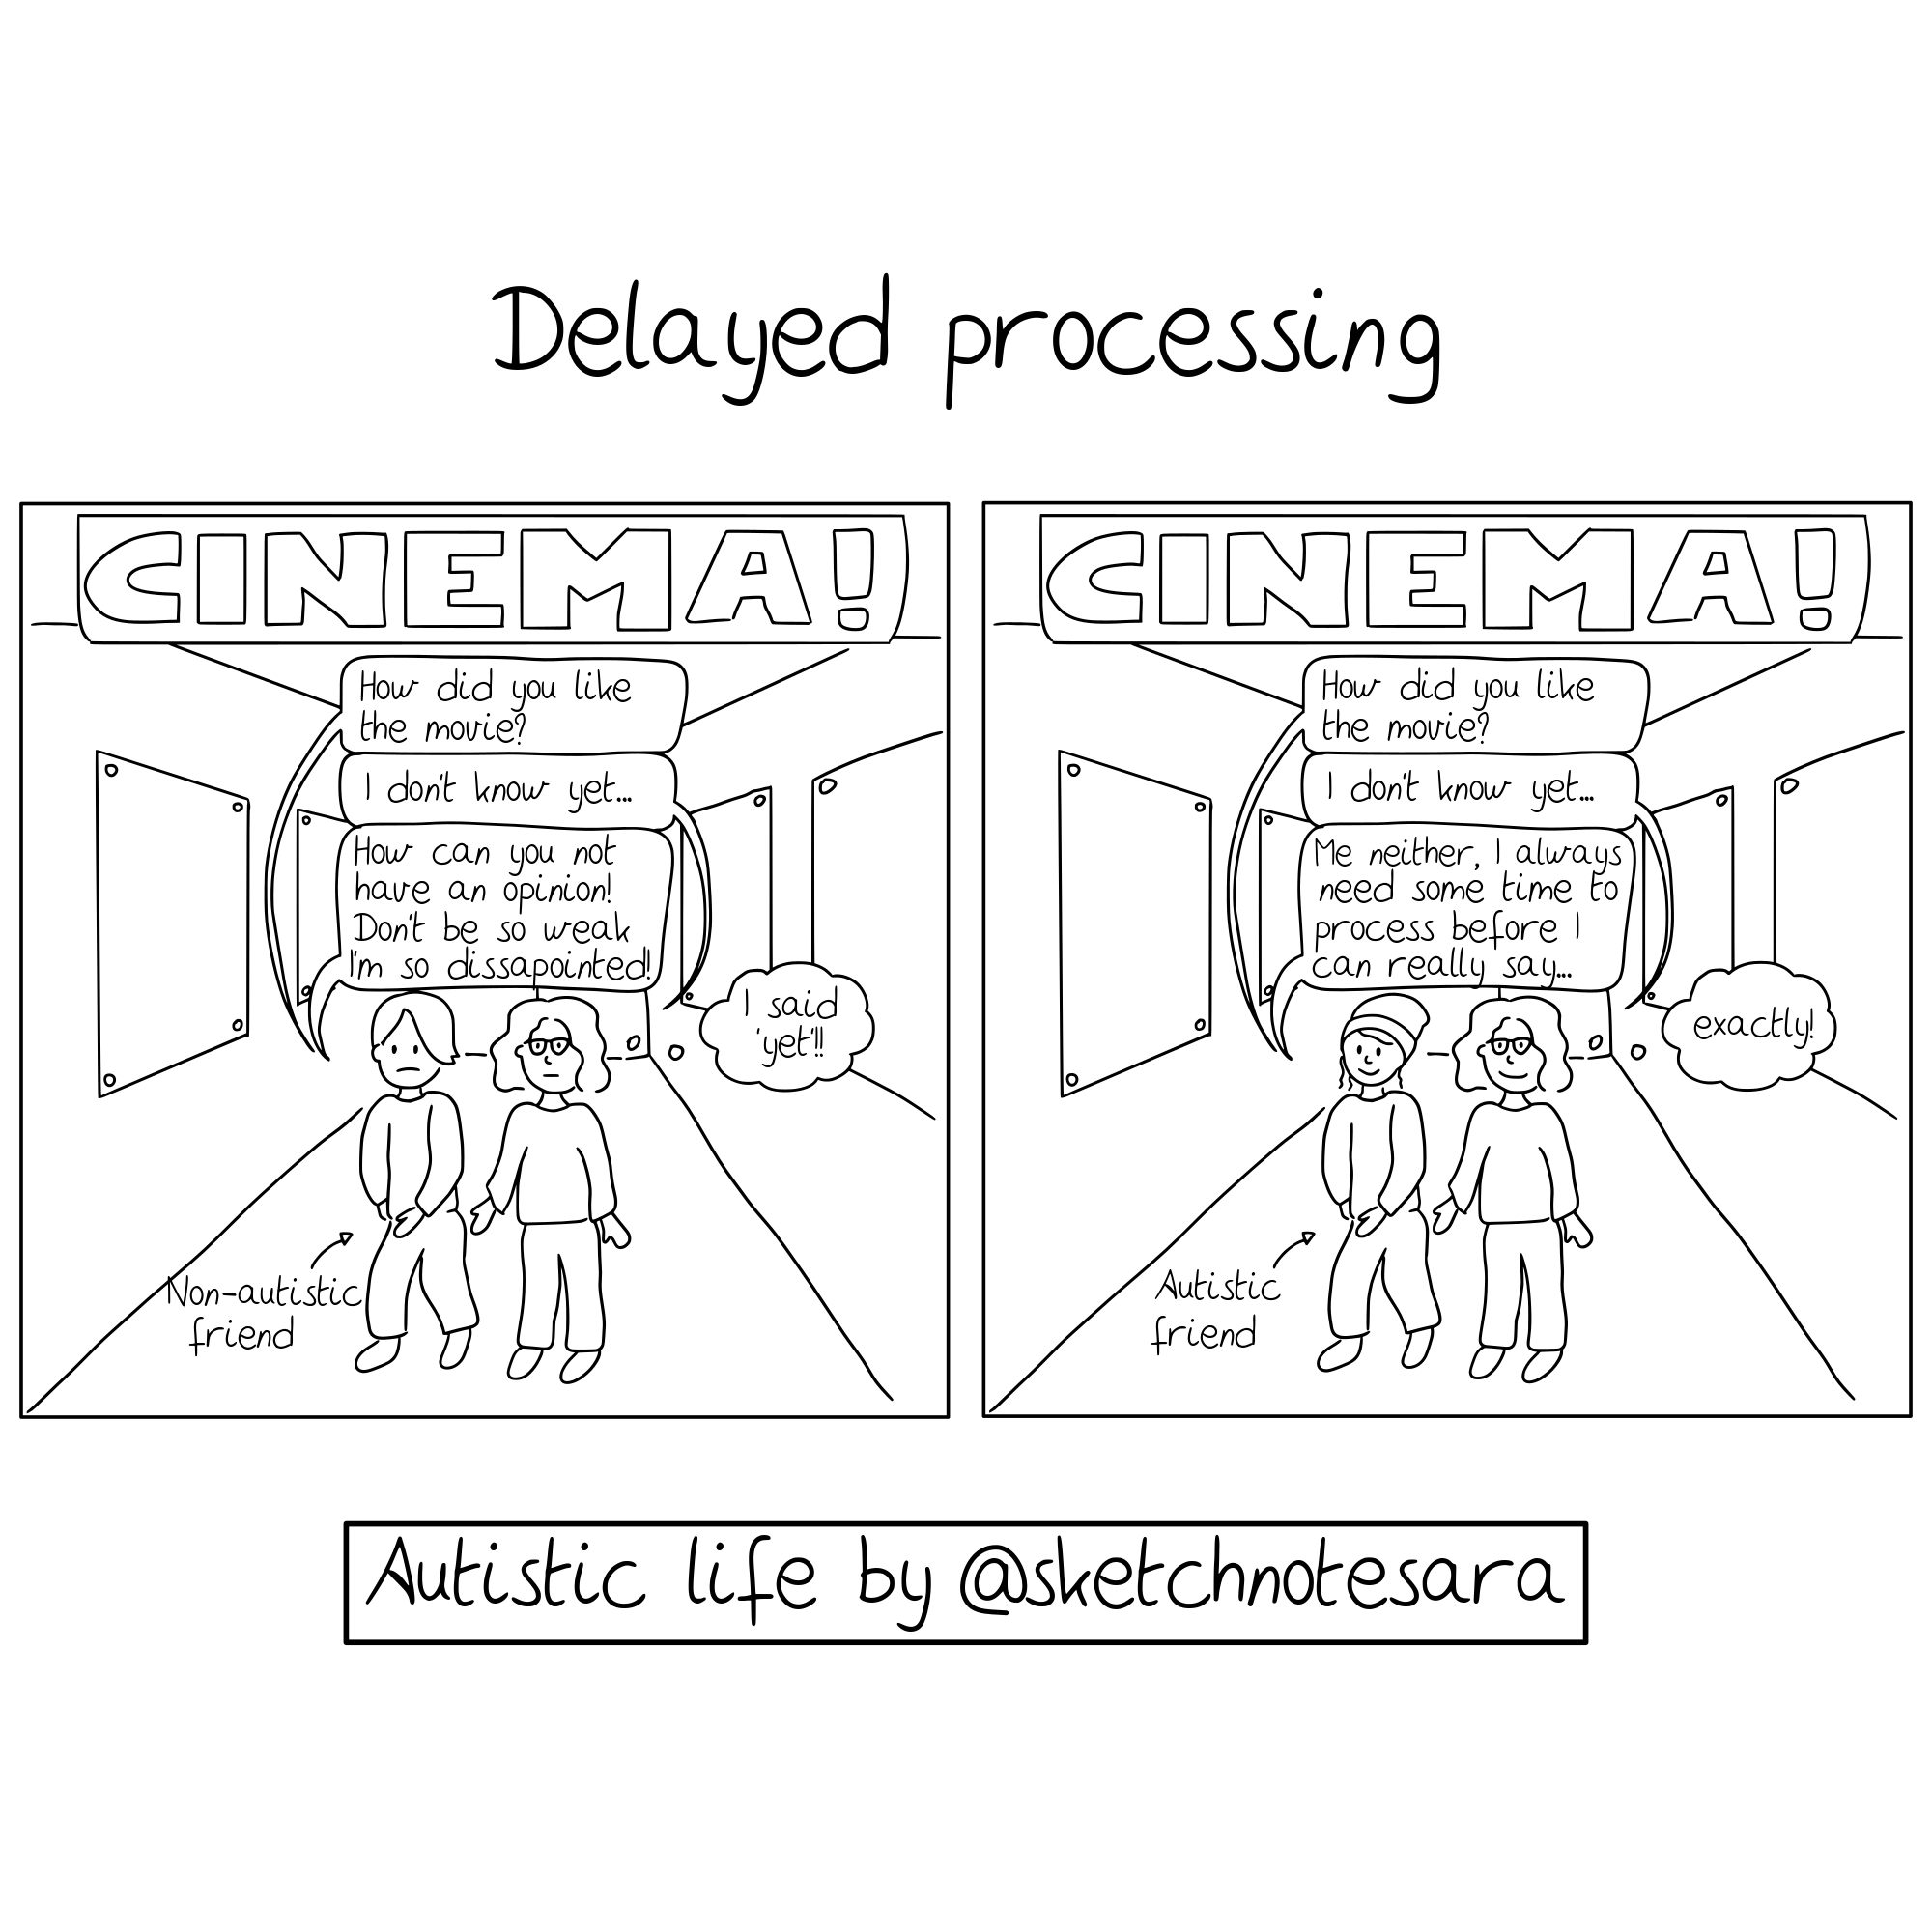 Delayed processing
CINEMA!
How did you like
the movie?
I don't know yet...
How can you not
have an opinion!
Don't be so weak
I'm so dissapointed!
I said
'yet'!!
Non-autistic
friend
CINEMA!
How did you like
the movie?
I don't know yet...
Me neither, I always
need some time to
process before I
can really say...
exactly!
Autistic
friend
Autistic life by @sketchnotesara